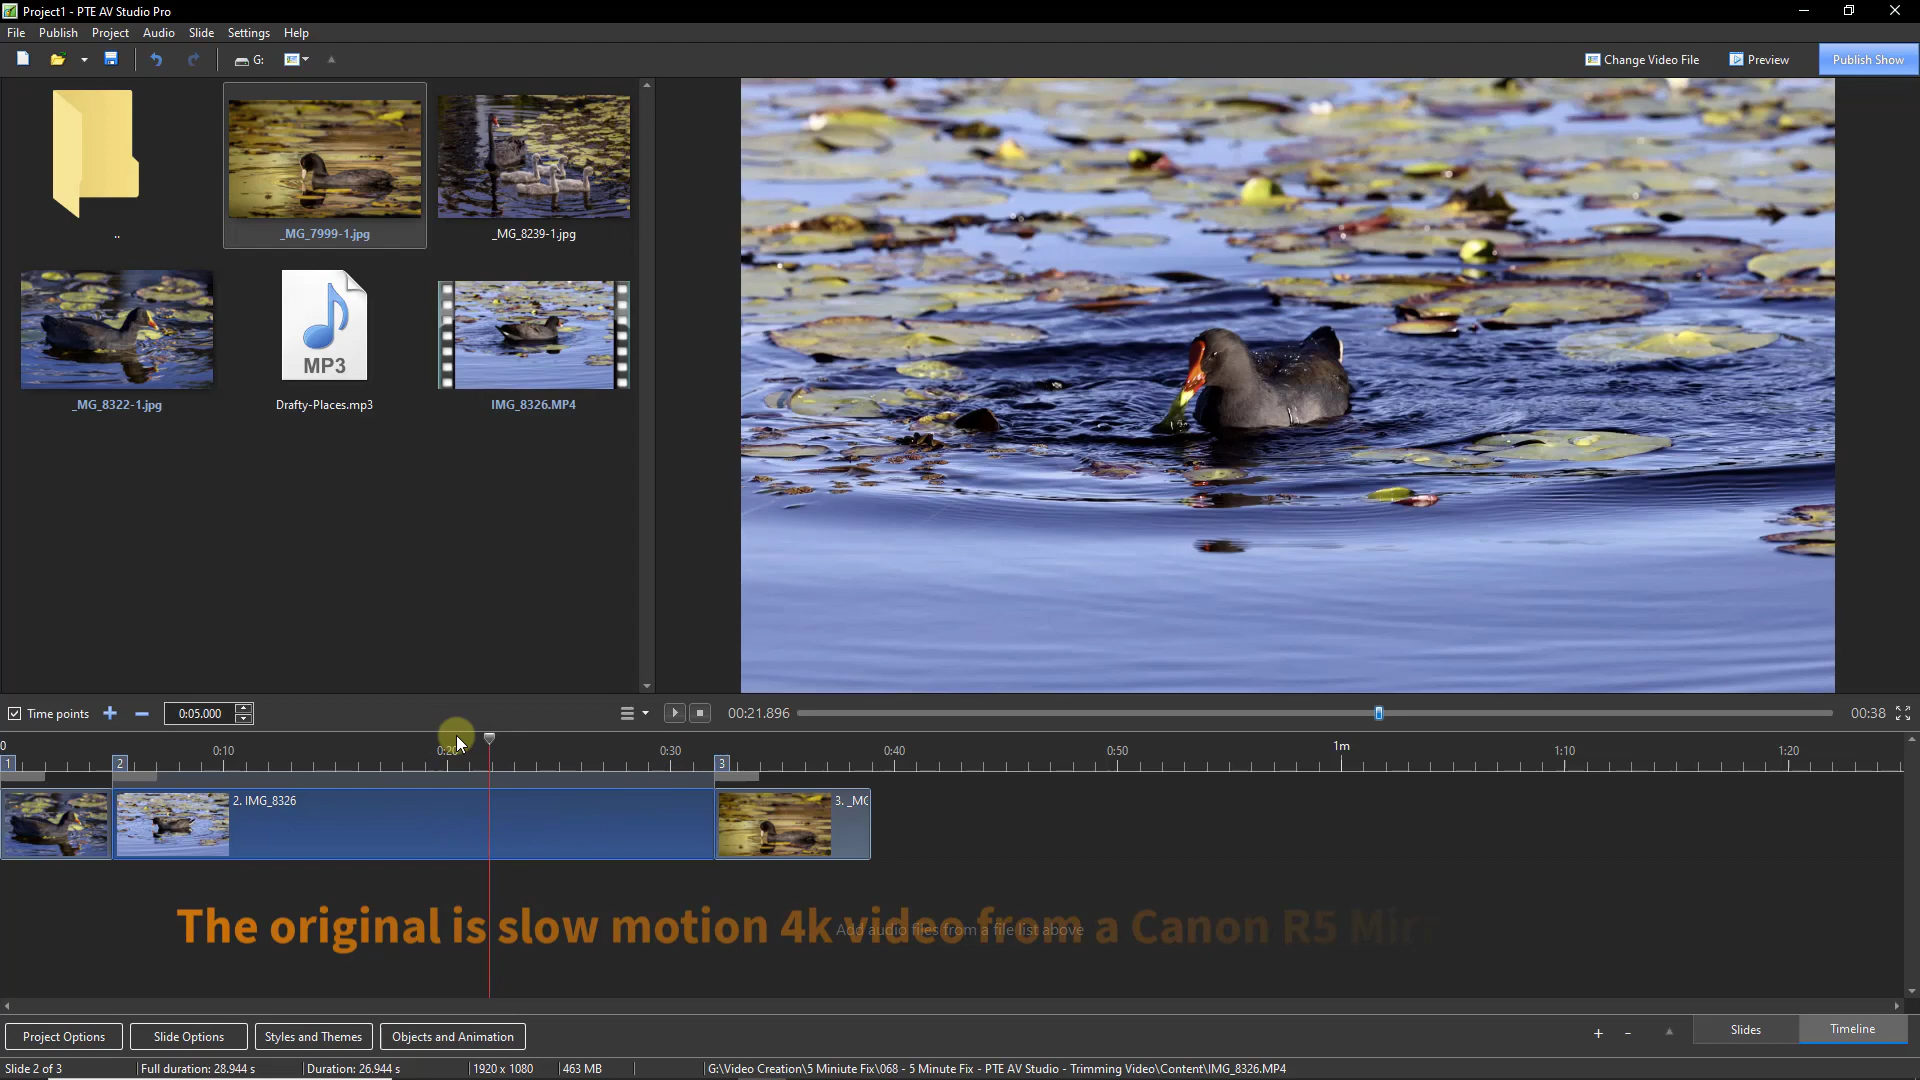 Project1 - PTE AV Studio Pro
File Publish Project Audio Slide Settings Help
G: Change Video File Preview Publish Show
..
_MG_7999-1.jpg
_MG_8239-1.jpg
_MG_8322-1.jpg
MP3
Drafty-Places.mp3
IMG_8326.MP4
Time points 0:05.000 00:21.896 00:38
0 0:10 0:20 0:30 0:40 0:50 1m 1:10 1:20
1 2 3
2. IMG_8326
3. _MG
The original is slow motion 4k video from a Canon R5
Add audio files from a file list above
Project Options Slide Options Styles and Themes Objects and Animation + - Slides Timeline
Slide 2 of 3 Full duration: 28.944 s Duration: 26.944 s 1920 x 1080 463 MB G:\Video Creation\5 Miniute Fix\068 - 5 Minute Fix - PTE AV Studio - Trimming Video\Content\IMG_8326.MP4